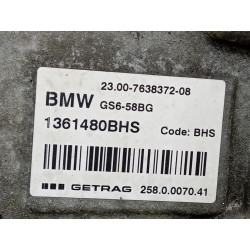 23.00-7638372-08
BMW GS6-58BG
1361480BHS Code: BHS
GETRAG 258.0.0070.41